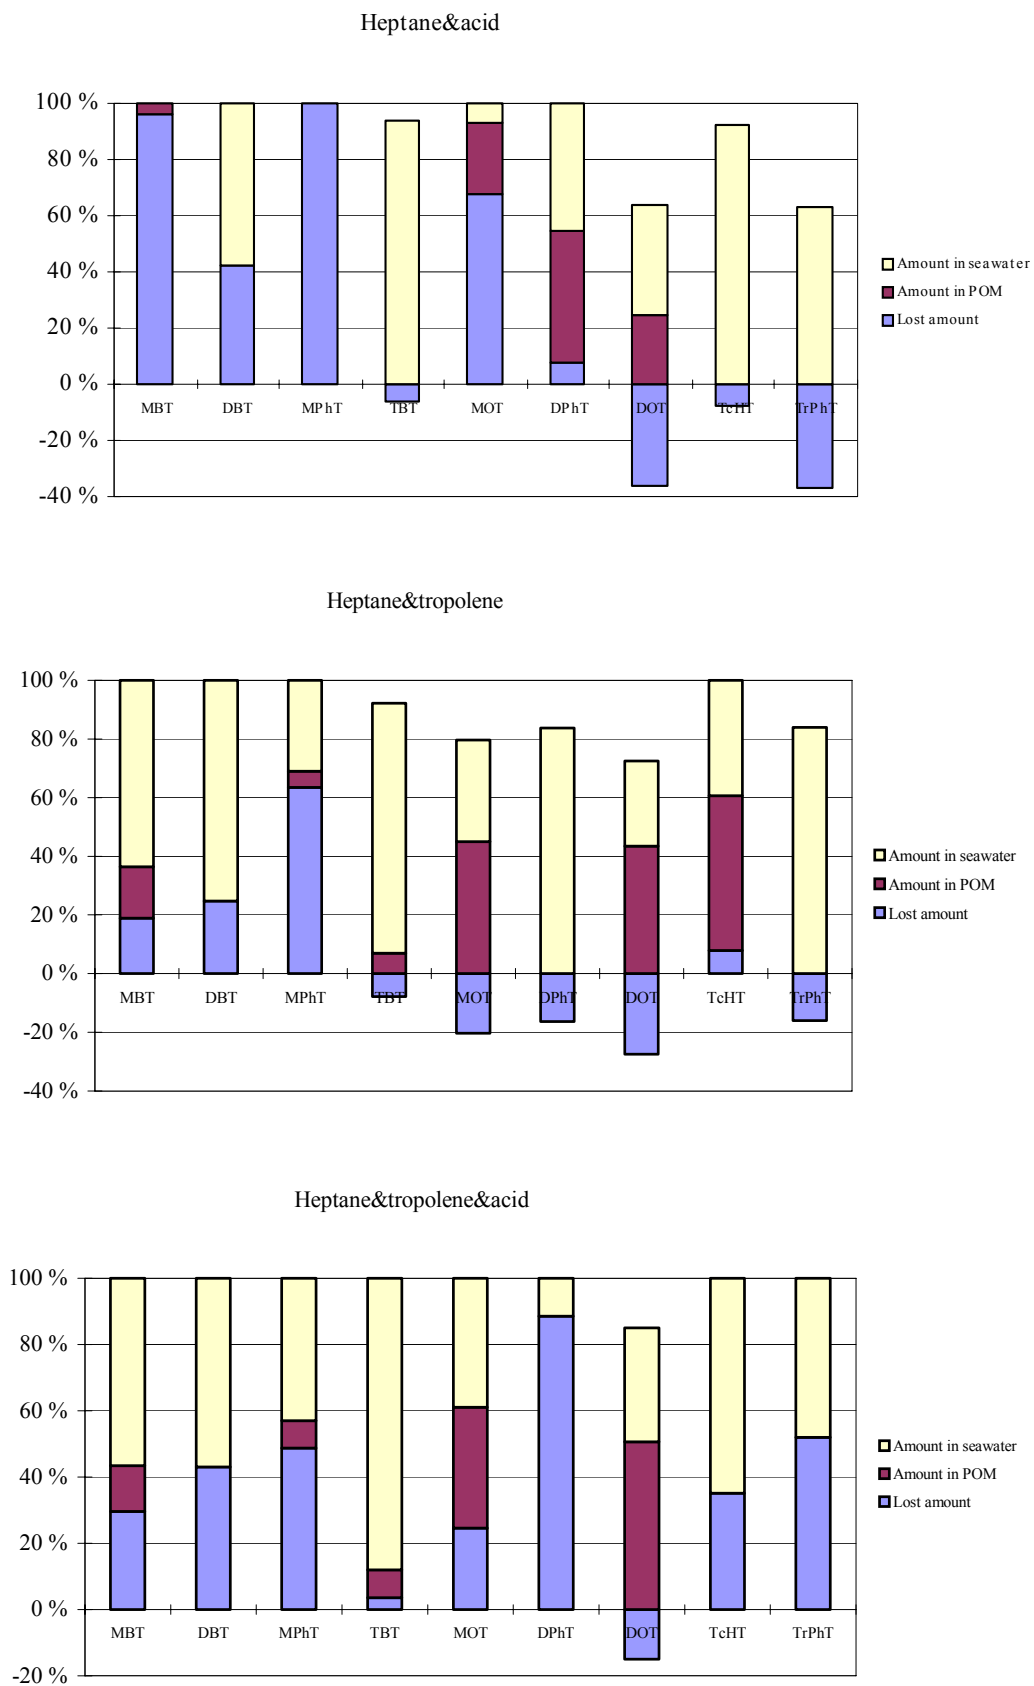 Heptane&acid
100 %
80 %
60 %
40 %
20 %
0 %
-20 %
-40 %
MBT DBT MPhT TBT MOT DPhT DOT TcHT TrPhT
Amount in seawater
Amount in POM
Lost amount
Heptane&tropolene
100 %
80 %
60 %
40 %
20 %
0 %
-20 %
-40 %
MBT DBT MPhT TBT MOT DPhT DOT TcHT TrPhT
Amount in seawater
Amount in POM
Lost amount
Heptane&tropolene&acid
100 %
80 %
60 %
40 %
20 %
0 %
-20 %
MBT DBT MPhT TBT MOT DPhT DOT TcHT TrPhT
Amount in seawater
Amount in POM
Lost amount